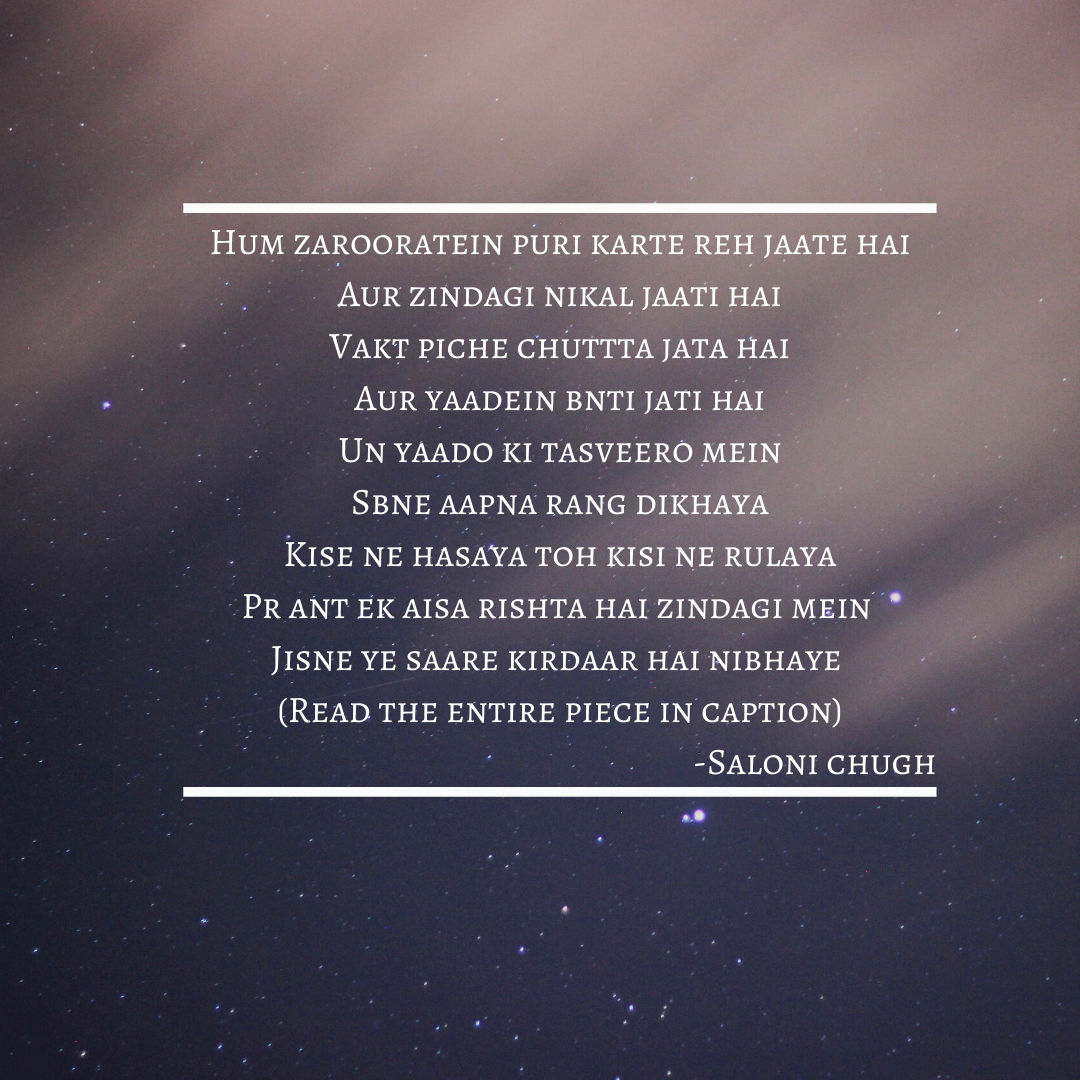 Hum zarooratein puri karte reh jaate hai
Aur zindagi nikal jaati hai
Vakt piche chuttta jata hai
Aur yaadein bnti jati hai
Un yaado ki tasveero mein
Sbne aapna rang dikhaya
Kise ne hasaya toh kisi ne rulaya
Pr ant ek aisa rishta hai zindagi mein
Jisne ye saare kirdaar hai nibhaye
(Read the entire piece in caption)
-Saloni chugh